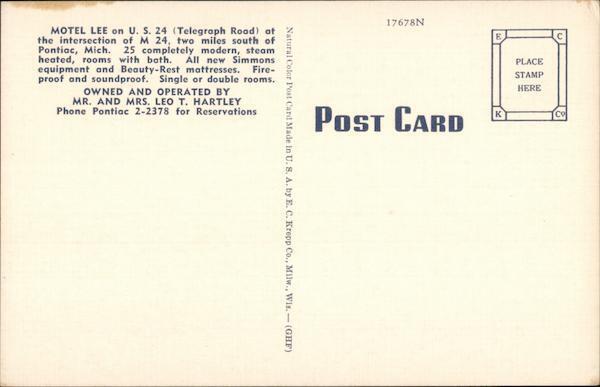 MOTEL LEE on U. S. 24 (Telegraph Road) at
the intersection of M 24, two miles south of
Pontiac, Mich. 25 completely modern, steam
heated, rooms with bath. All new Simmons
equipment and Beauty-Rest mattresses. Fire-
proof and soundproof. Single or double rooms.
OWNED AND OPERATED BY
MR. AND MRS. LEO T. HARTLEY
Phone Pontiac 2-2378 for Reservations
Natural Color Post Card Made in U. S. A. by E. C. Kropp Co., Milw., Wis. — (GHF)
17678N
POST CARD
E C
PLACE
STAMP
HERE
K Co